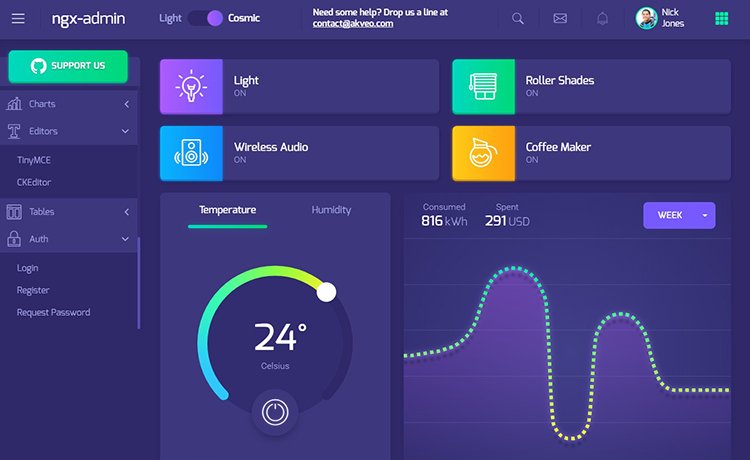 ngx-admin
Light Cosmic
Need some help? Drop us a line at
contact@akveo.com
Nick
Jones
SUPPORT US
Charts
Editors
TinyMCE
CKEditor
Tables
Auth
Login
Register
Request Password
Light
ON
Roller Shades
ON
Wireless Audio
ON
Coffee Maker
ON
Temperature Humidity
24°
Celsius
Consumed Spent
816 kWh 291 USD
WEEK